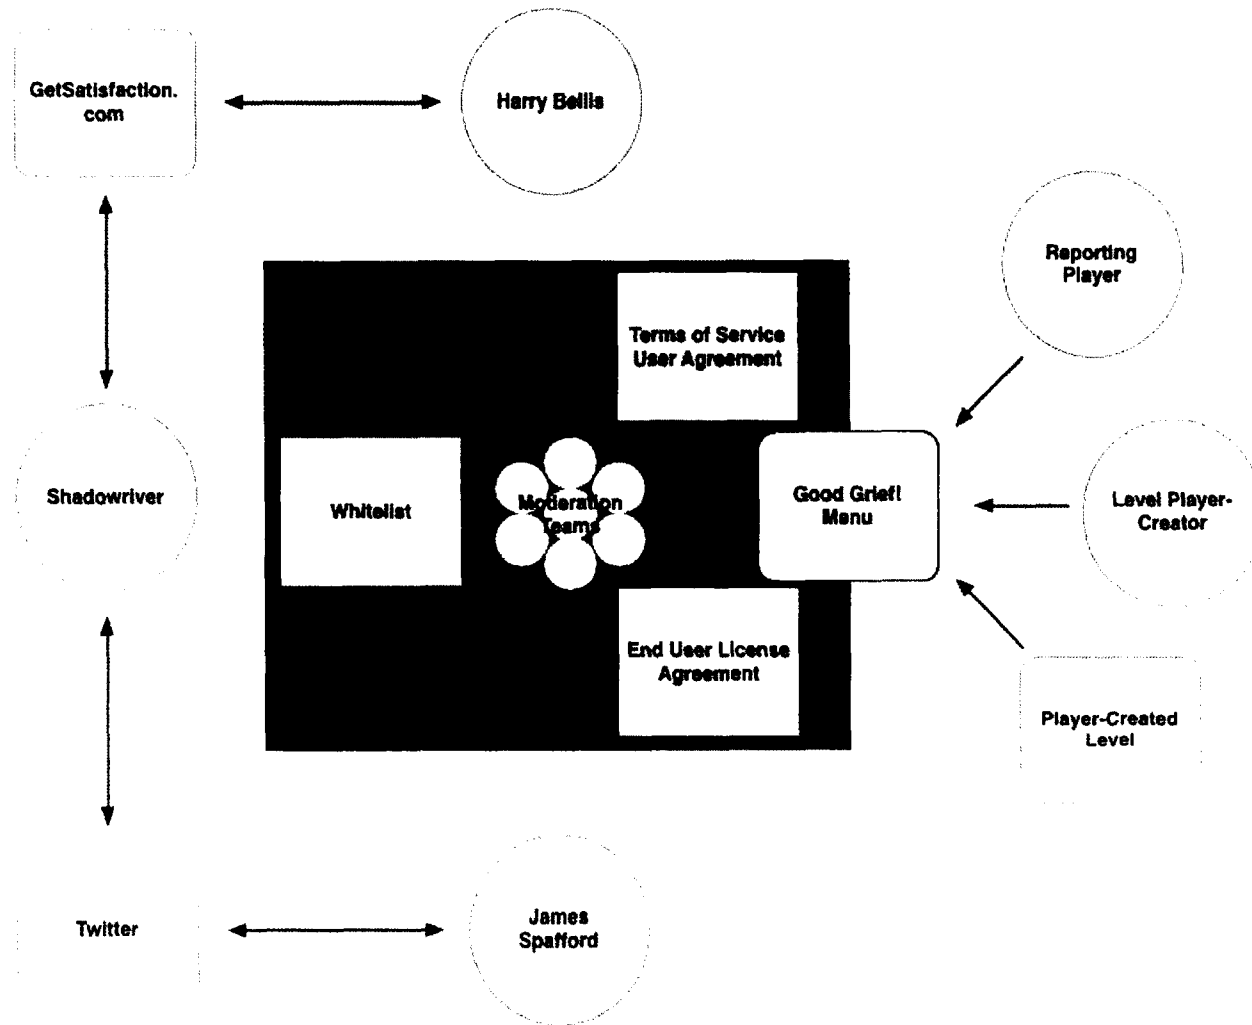 GetSatisfaction.
com
Harry Bellis
Reporting
Player
Terms of Service
User Agreement
Shadowriver
Whitelist
Moderation
Teams
Good Grief!
Menu
Level Player-
Creator
End User License
Agreement
Player-Created
Level
Twitter
James
Spafford